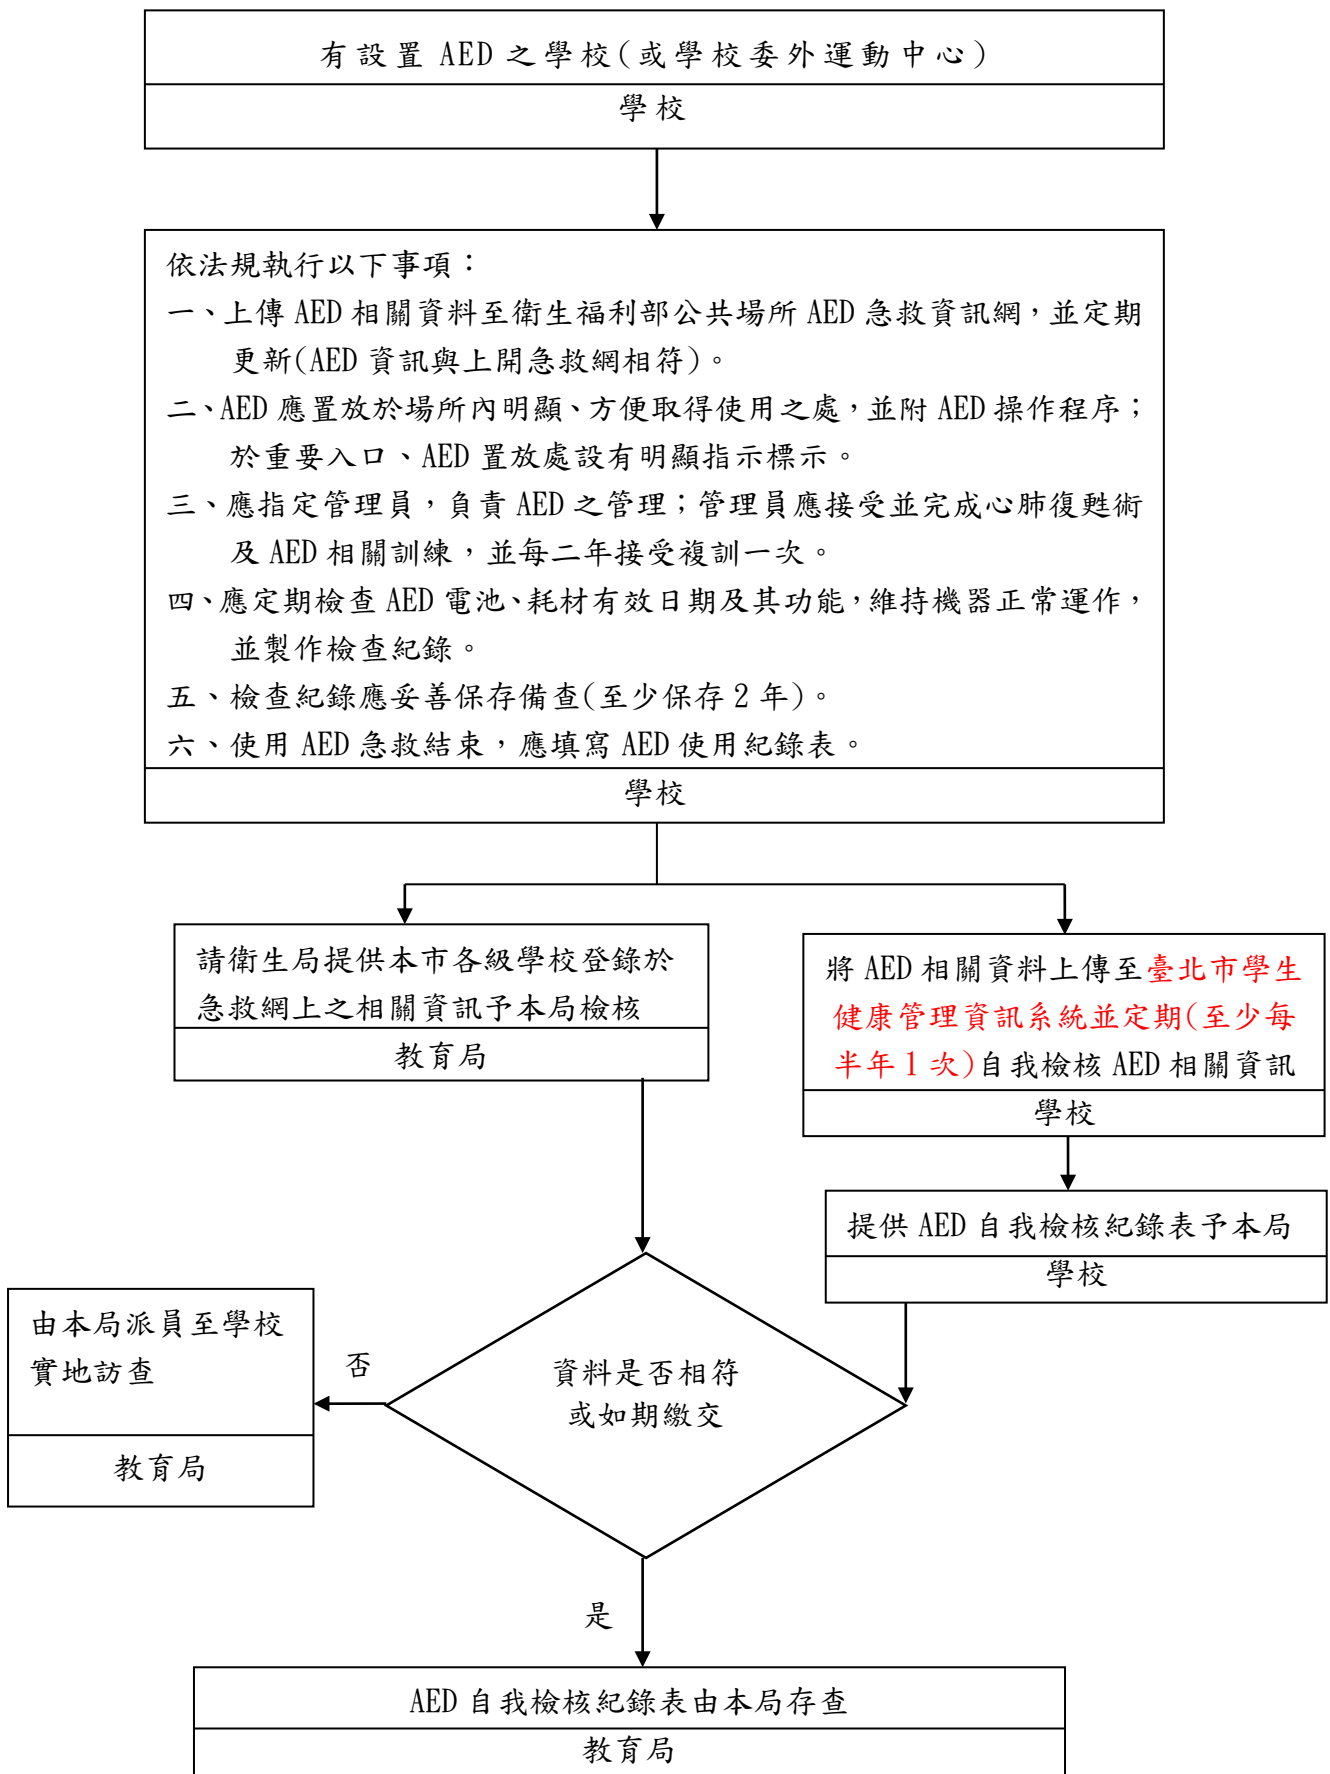 有設置 AED 之學校(或學校委外運動中心)
學校
依法規執行以下事項：
一、上傳 AED 相關資料至衛生福利部公共場所 AED 急救資訊網，並定期
更新(AED 資訊與上開急救網相符)。
二、AED 應置放於場所內明顯、方便取得使用之處，並附 AED 操作程序；
於重要入口、AED 置放處設有明顯指示標示。
三、應指定管理員，負責 AED 之管理；管理員應接受並完成心肺復甦術
及 AED 相關訓練，並每二年接受複訓一次。
四、應定期檢查 AED 電池、耗材有效日期及其功能，維持機器正常運作，
並製作檢查紀錄。
五、檢查紀錄應妥善保存備查(至少保存 2 年)。
六、使用 AED 急救結束，應填寫 AED 使用紀錄表。
學校
請衛生局提供本市各級學校登錄於
急救網上之相關資訊予本局檢核
教育局
將 AED 相關資料上傳至臺北市學生
健康管理資訊系統並定期(至少每
半年 1 次)自我檢核 AED 相關資訊
學校
提供 AED 自我檢核紀錄表予本局
學校
由本局派員至學校
實地訪查
教育局
否
資料是否相符
或如期繳交
是
AED 自我檢核紀錄表由本局存查
教育局